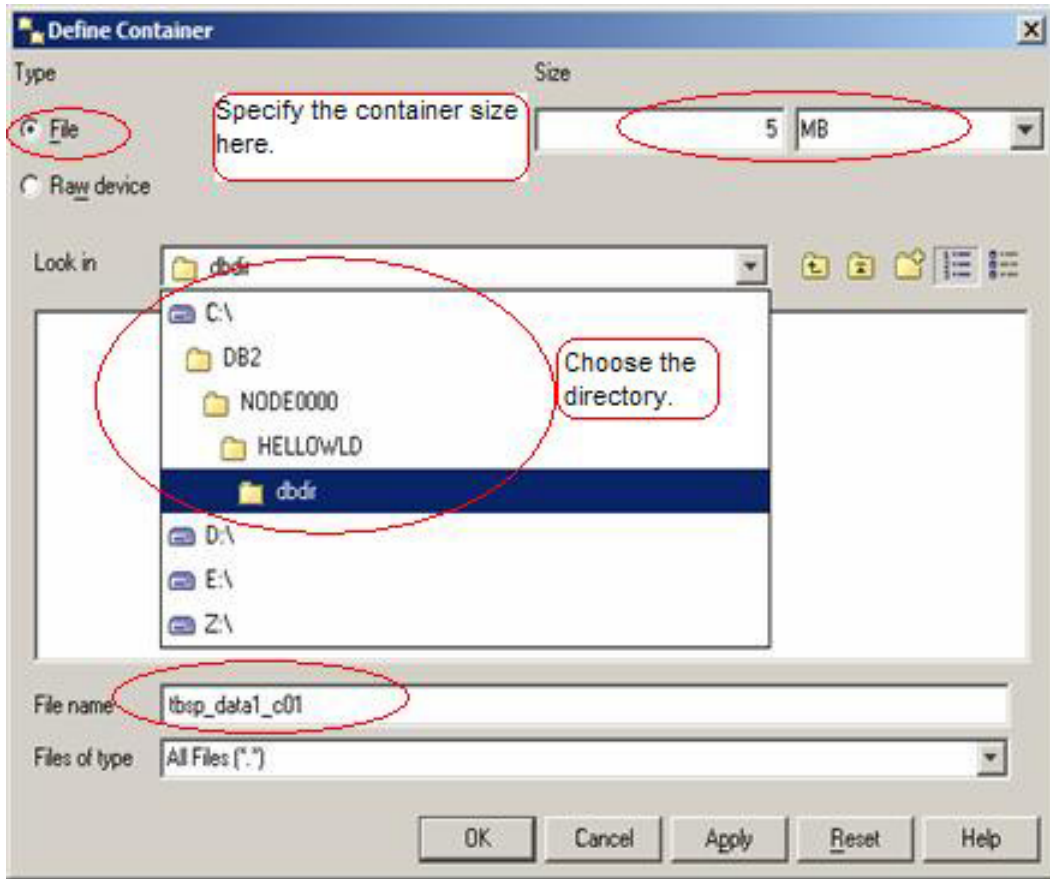 Define Container
Type
Size
File
Specify the container size
here.
5
MB
Raw device
Look in
dbdir
C:\
DB2
NODE0000
HELLOWLD
dbdir
Choose the
directory.
D:\
E:\
Z:\
File name
tbsp_data1_c01
Files of type
All Files (*.*)
OK
Cancel
Apply
Reset
Help